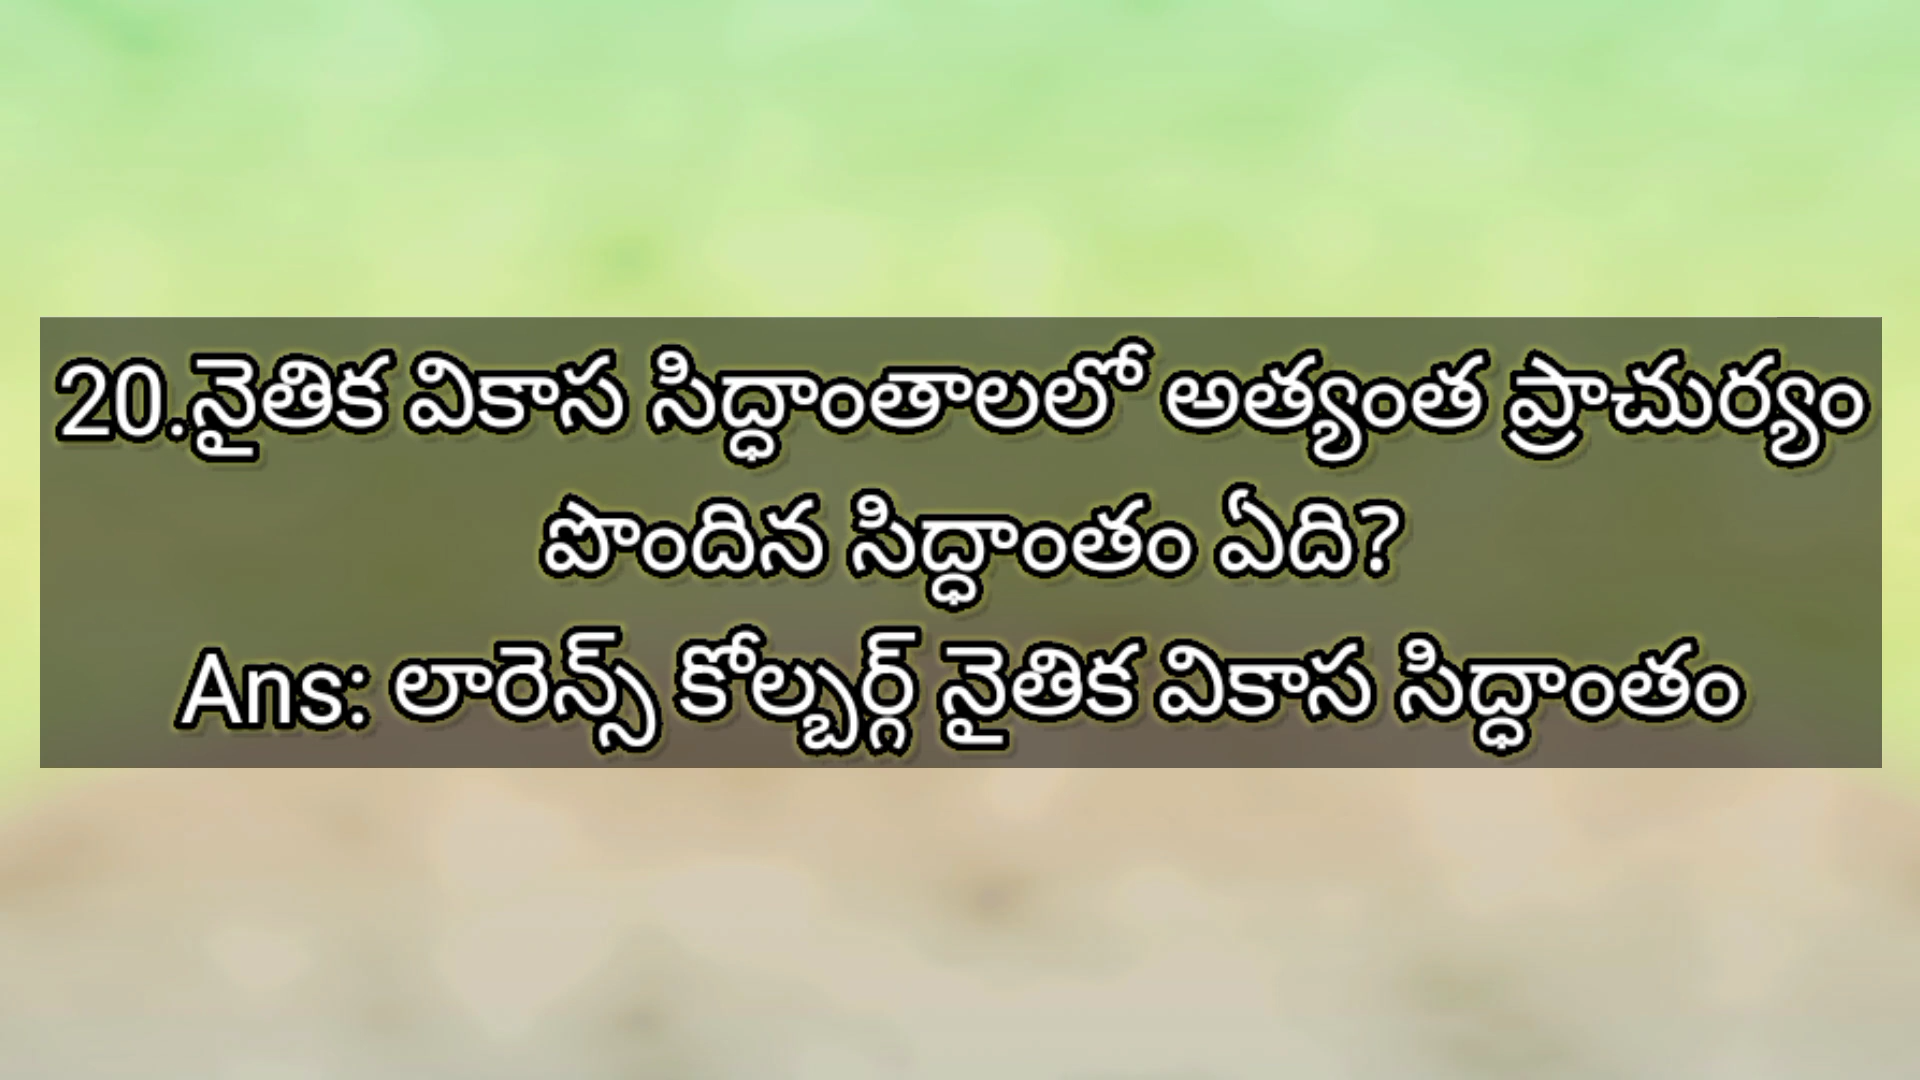 20.నైతిక వికాస సిద్ధాంతాలలో అత్యంత ప్రాచుర్యం
పొందిన సిద్ధాంతం ఏది?
Ans: లారెన్స్ కోల్బర్గ్ నైతిక వికాస సిద్ధాంతం